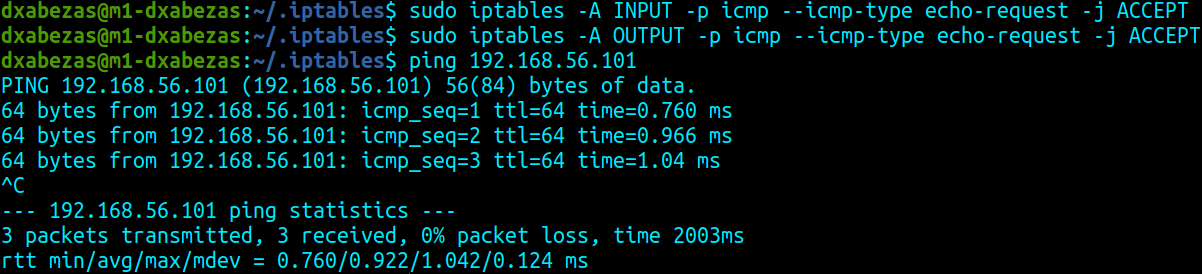 dxabezas@m1-dxabezas:~/.iptables$ sudo iptables -A INPUT -p icmp --icmp-type echo-request -j ACCEPT
dxabezas@m1-dxabezas:~/.iptables$ sudo iptables -A OUTPUT -p icmp --icmp-type echo-request -j ACCEPT
dxabezas@m1-dxabezas:~/.iptables$ ping 192.168.56.101
PING 192.168.56.101 (192.168.56.101) 56(84) bytes of data.
64 bytes from 192.168.56.101: icmp_seq=1 ttl=64 time=0.760 ms
64 bytes from 192.168.56.101: icmp_seq=2 ttl=64 time=0.966 ms
64 bytes from 192.168.56.101: icmp_seq=3 ttl=64 time=1.04 ms
^C
--- 192.168.56.101 ping statistics ---
3 packets transmitted, 3 received, 0% packet loss, time 2003ms
rtt min/avg/max/mdev = 0.760/0.922/1.042/0.124 ms